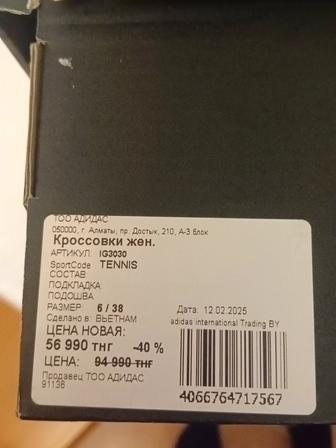 ТОО АДИДАС
050000, г. Алматы, пр. Достык, 210, А-3 блок
Кроссовки жен.
АРТИКУЛ: IG3030
SportCode TENNIS
СОСТАВ:
ПОДКЛАДКА:
ПОДОШВА:
РАЗМЕР: 6 / 38
Сделано в: ВЬЕТНАМ
Дата: 12.02.2025
adidas International Trading BV
ЦЕНА НОВАЯ:
56 990 тнг -40 %
ЦЕНА: 94 990 тнг
Продавец ТОО АДИДАС
91136
4066764717567